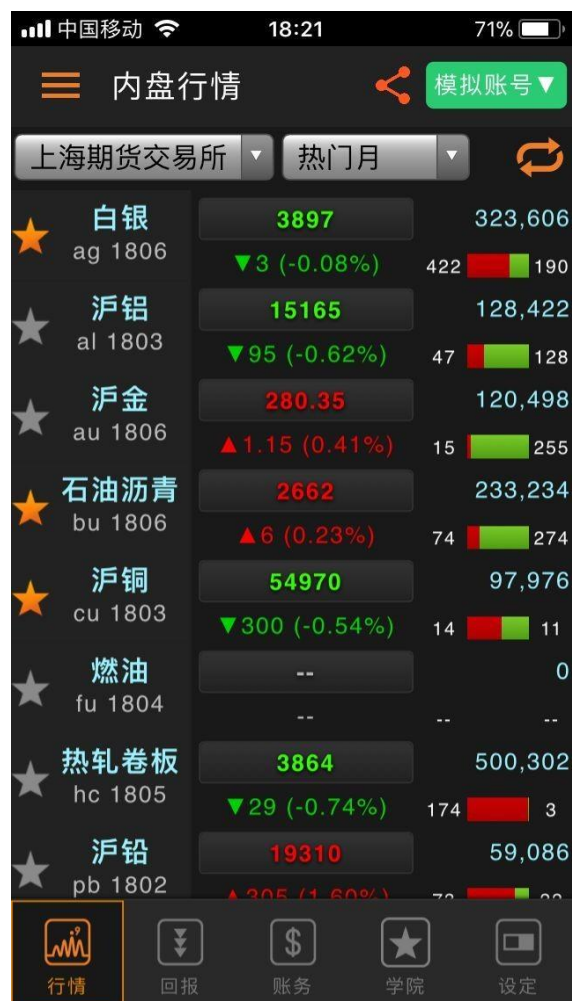 中国移动 18:21 71%
内盘行情 模拟账号▼
上海期货交易所 ▼ 热门月 ▼
白银 3897 323,606
ag 1806 ▼3 (-0.08%) 422 190
沪铝 15165 128,422
al 1803 ▼95 (-0.62%) 47 128
沪金 280.35 120,498
au 1806 ▲1.15 (0.41%) 15 255
石油沥青 2662 233,234
bu 1806 ▲6 (0.23%) 74 274
沪铜 54970 97,976
cu 1803 ▼300 (-0.54%) 14 11
燃油 -- 0
fu 1804 -- -- --
热轧卷板 3864 500,302
hc 1805 ▼29 (-0.74%) 174 3
沪铅 19310 59,086
pb 1802 ▲305 (1.60%)
行情 回报 账务 学院 设定